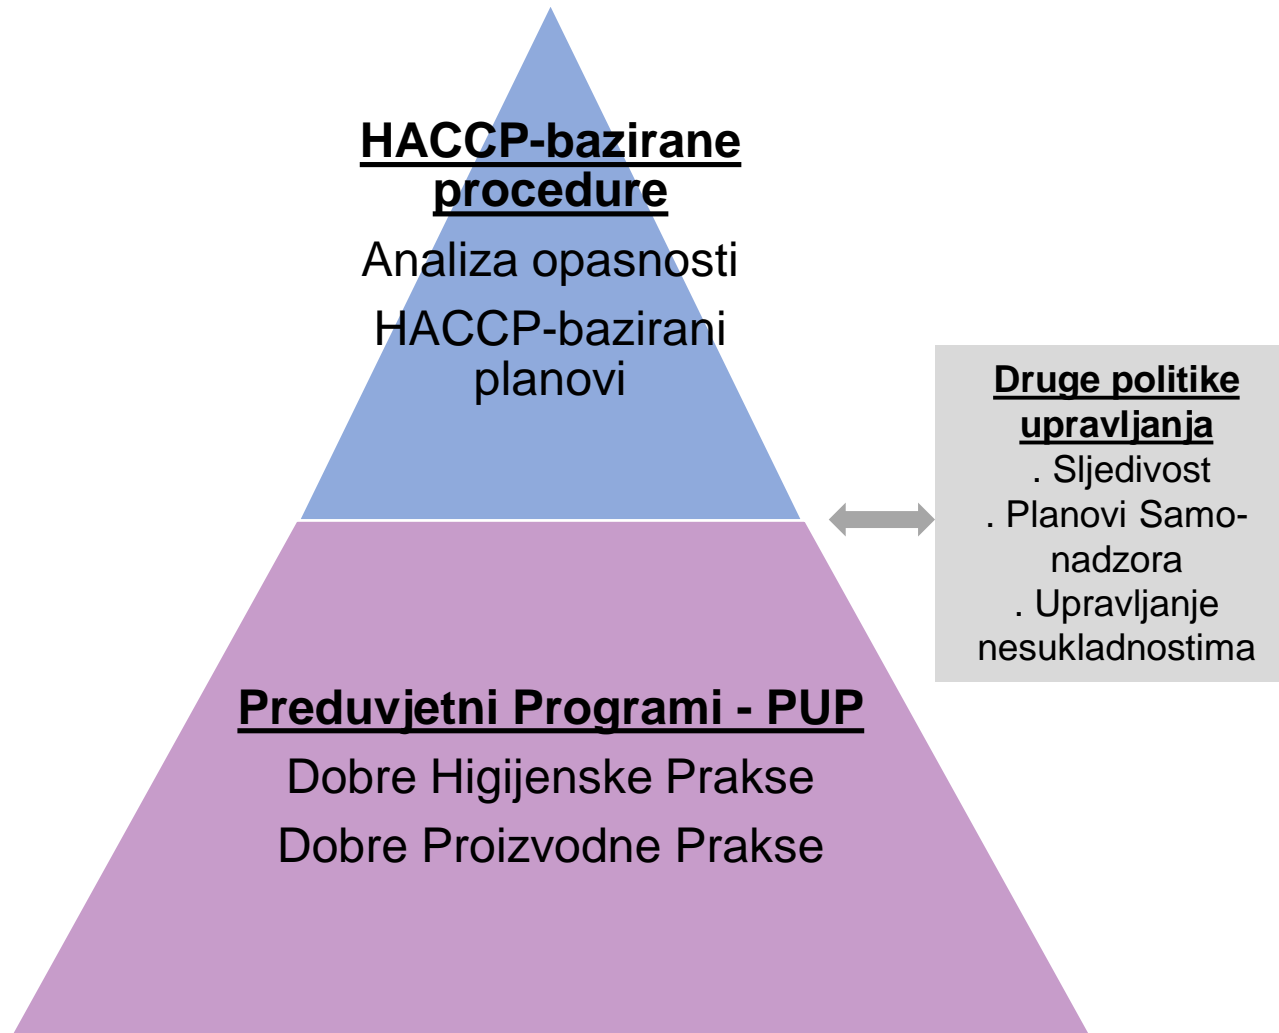 HACCP-bazirane
procedure
Analiza opasnosti
HACCP-bazirani
planovi
Druge politike
upravljanja
. Sljedivost
. Planovi Samo-
nadzora
. Upravljanje
nesukladnostima
Preduvjetni Programi - PUP
Dobre Higijenske Prakse
Dobre Proizvodne Prakse